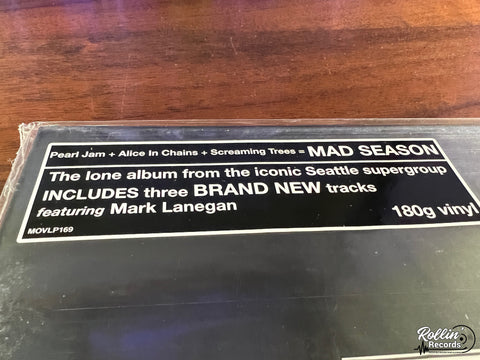 Pearl Jam + Alice In Chains + Screaming Trees = MAD SEASON
The lone album from the iconic Seattle supergroup
INCLUDES three BRAND NEW tracks
featuring Mark Lanegan
180g vinyl
MOVLP169
Rollin
Records